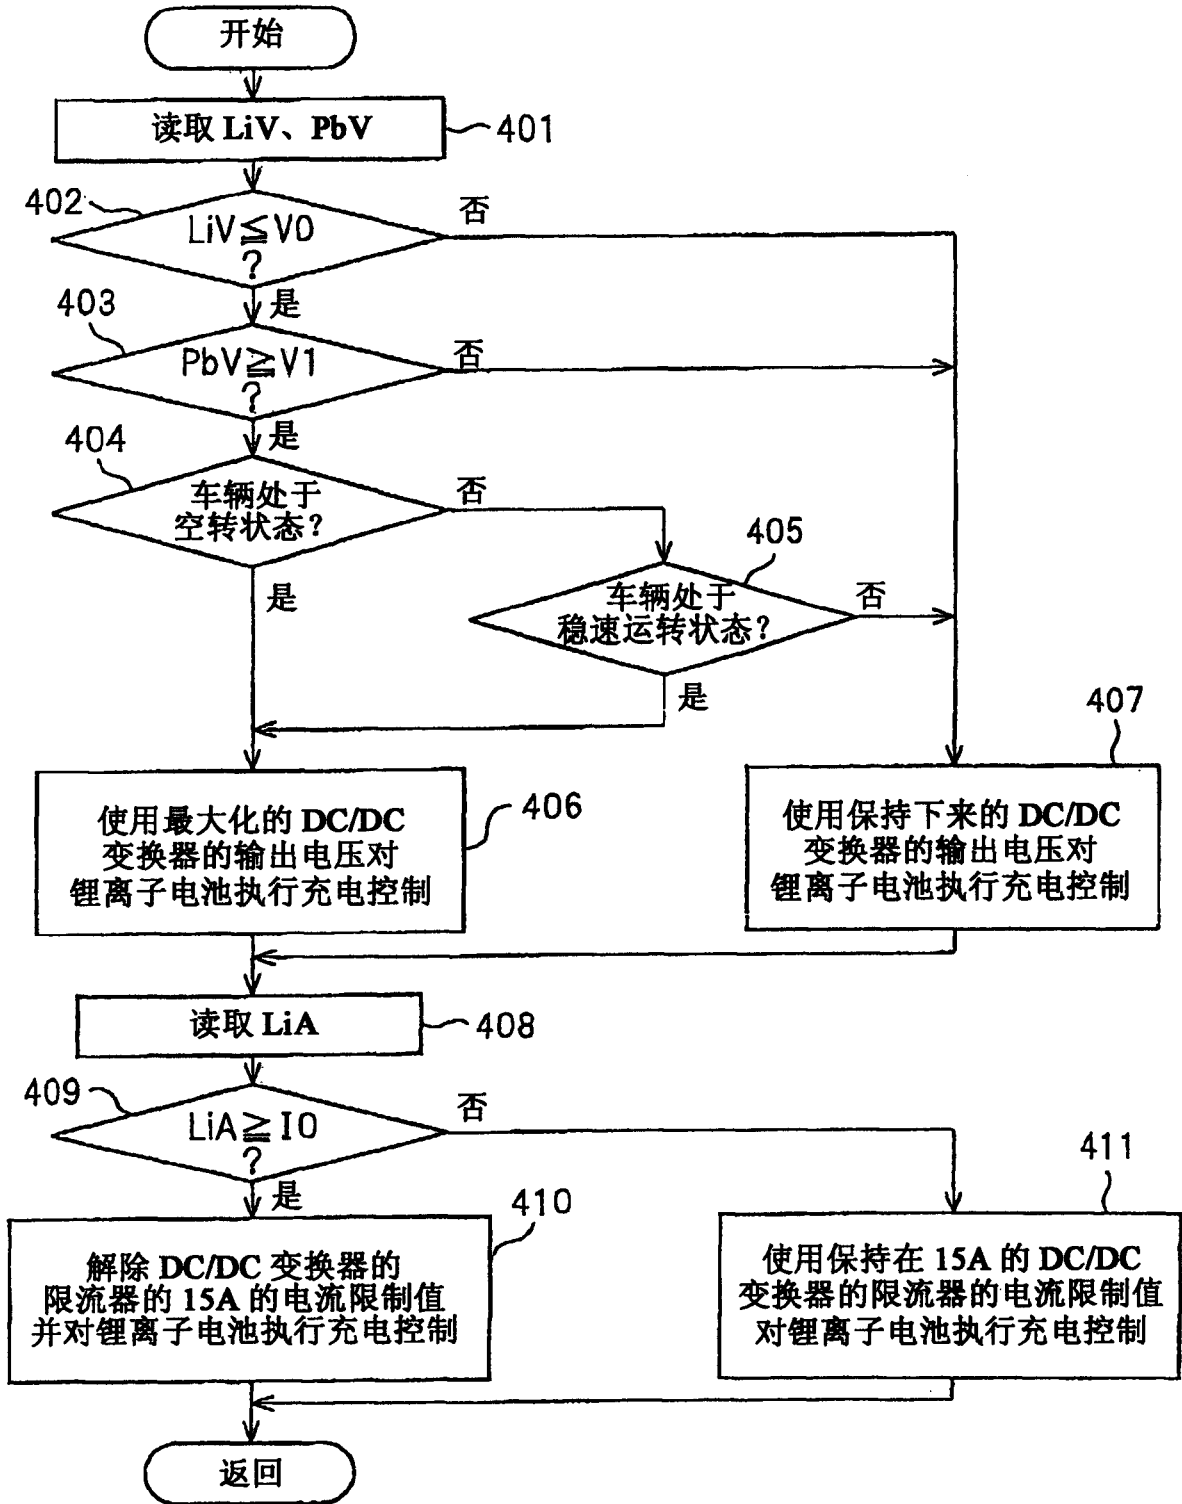 开始
读取 LiV、PbV
401
402
LiV≦V0
?
否
是
403
PbV≧V1
?
否
是
404
车辆处于
空转状态?
否
是
405
车辆处于
稳速运转状态?
否
是
406
使用最大化的 DC/DC
变换器的输出电压对
锂离子电池执行充电控制
407
使用保持下来的 DC/DC
变换器的输出电压对
锂离子电池执行充电控制
读取 LiA
408
409
LiA≧I0
?
否
是
410
解除 DC/DC 变换器的
限流器的 15A 的电流限制值
并对锂离子电池执行充电控制
411
使用保持在 15A 的 DC/DC
变换器的限流器的电流限制值
对锂离子电池执行充电控制
返回